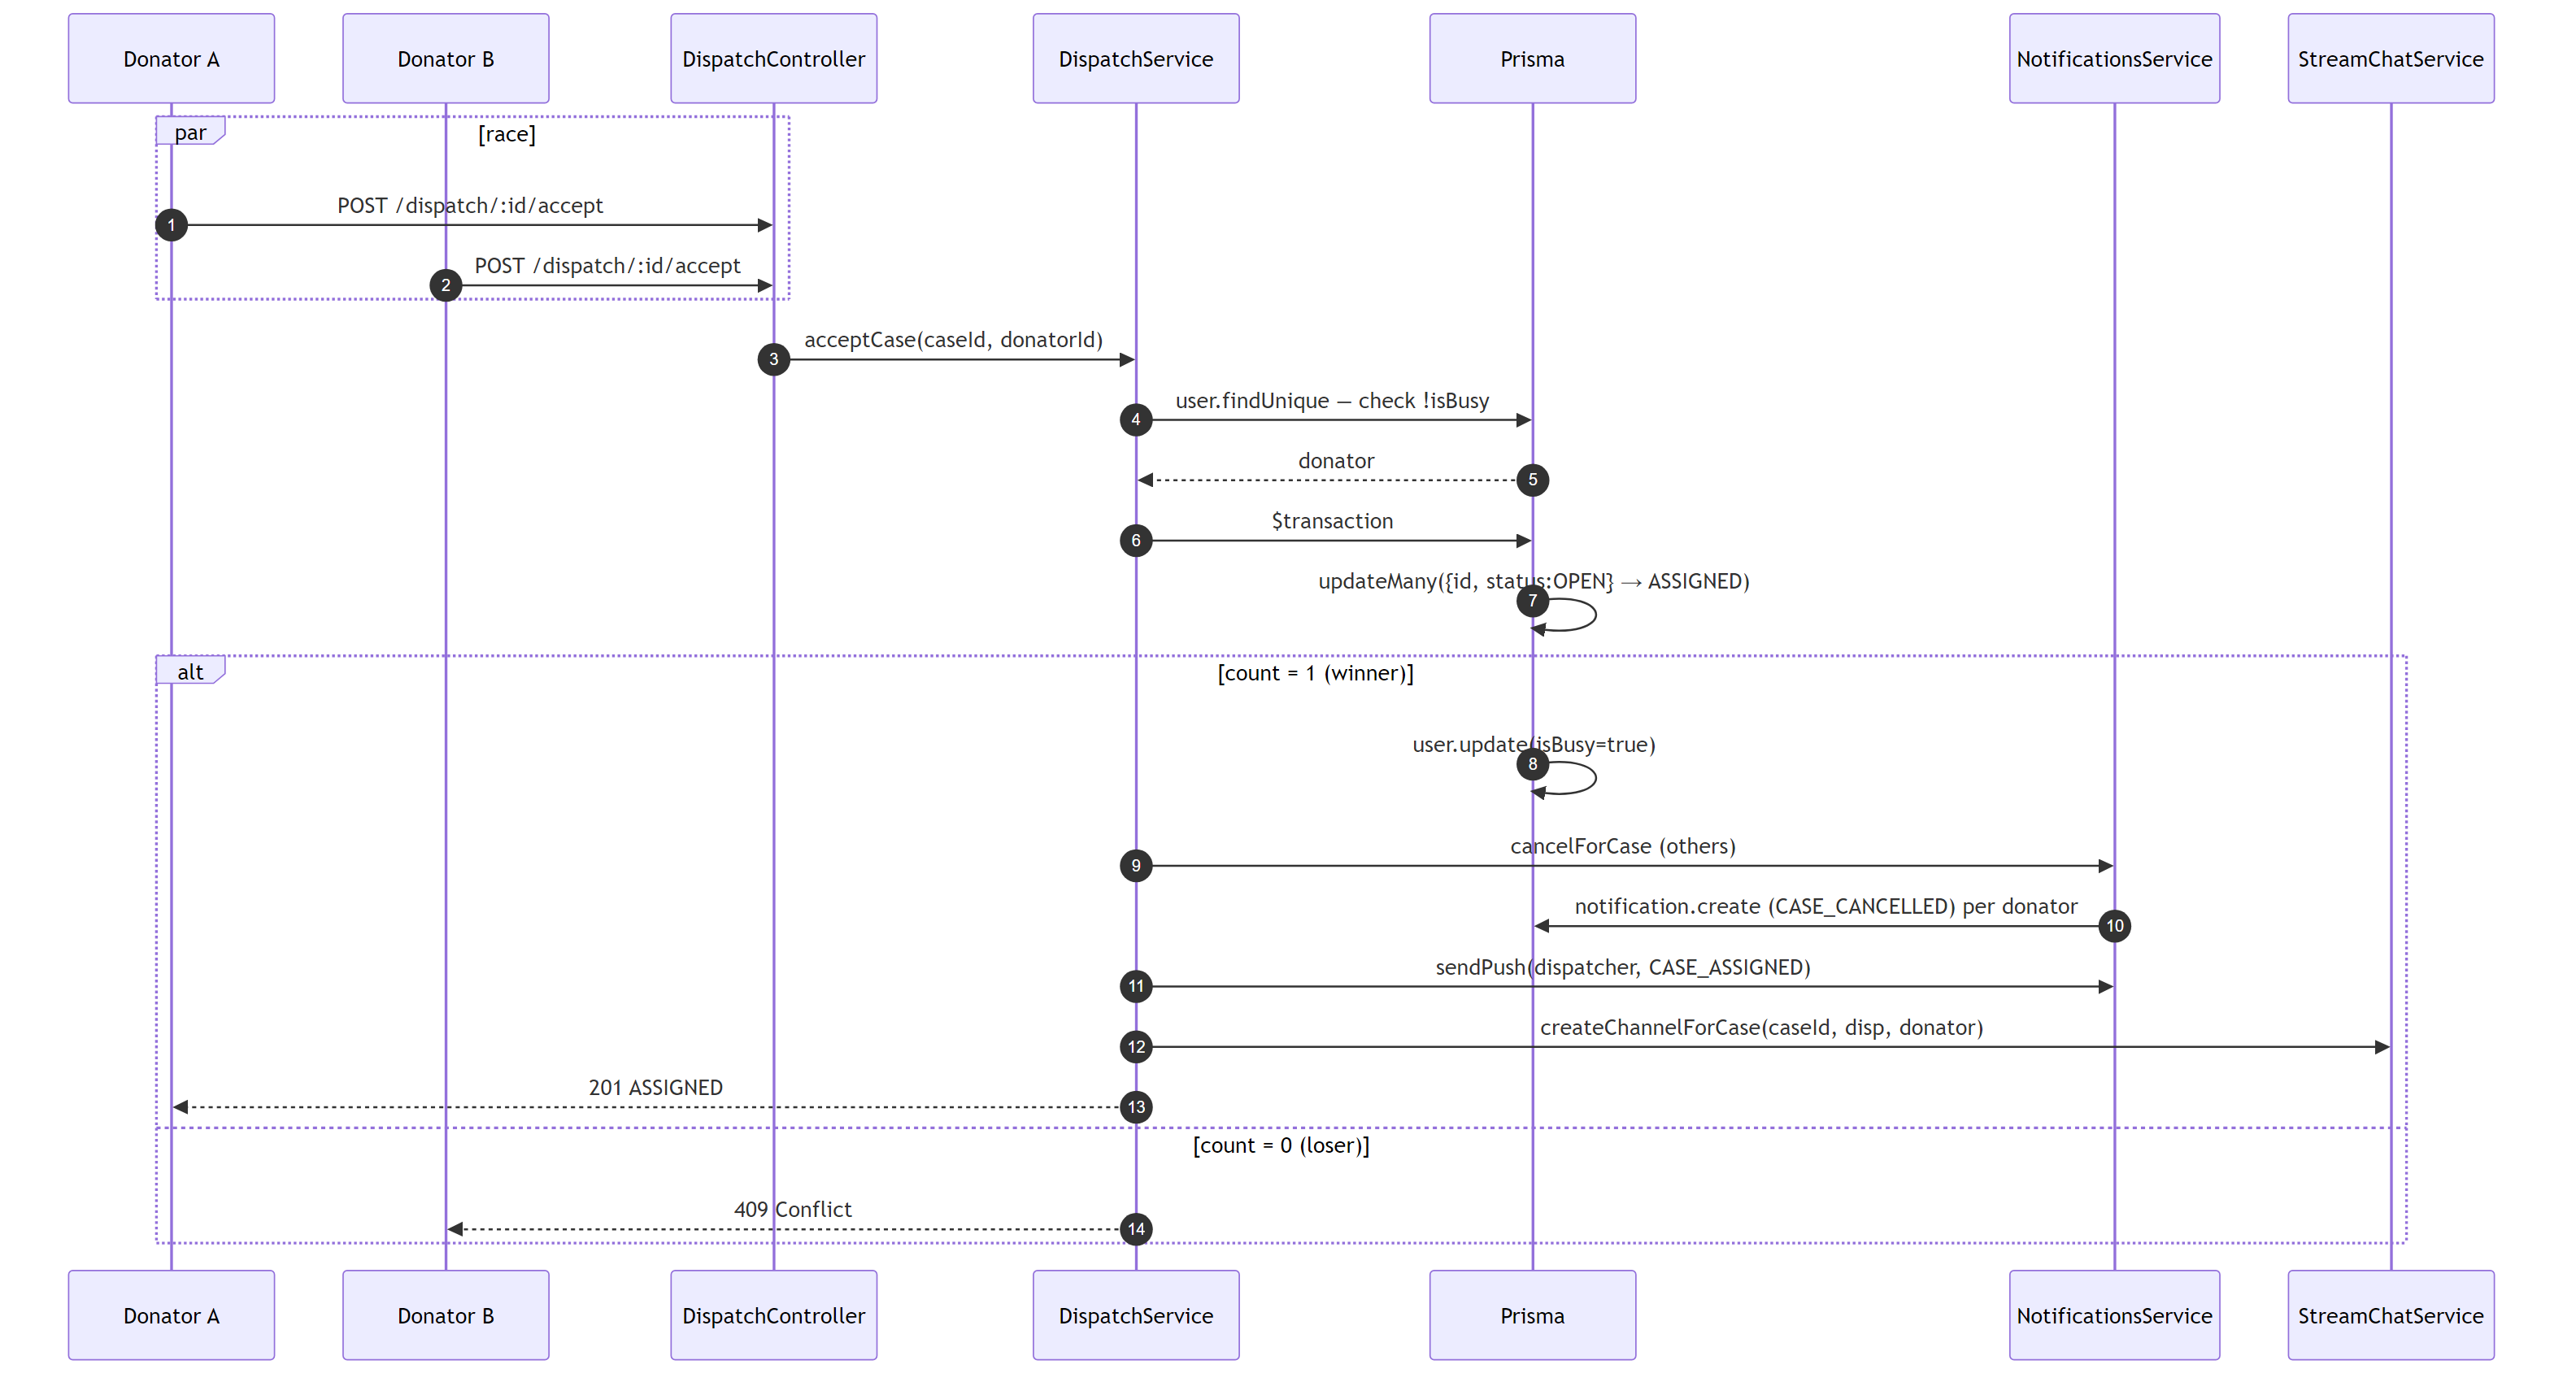 Donator A
Donator B
DispatchController
DispatchService
Prisma
NotificationsService
StreamChatService
par
[race]
POST /dispatch/:id/accept
1
POST /dispatch/:id/accept
2
acceptCase(caseId, donatorId)
3
user.findUnique — check !isBusy
4
donator
5
$transaction
6
updateMany({id, status:OPEN} → ASSIGNED)
7
alt
[count = 1 (winner)]
user.update(isBusy=true)
8
cancelForCase (others)
9
notification.create (CASE_CANCELLED) per donator
10
sendPush(dispatcher, CASE_ASSIGNED)
11
createChannelForCase(caseId, disp, donator)
12
201 ASSIGNED
13
[count = 0 (loser)]
409 Conflict
14
Donator A
Donator B
DispatchController
DispatchService
Prisma
NotificationsService
StreamChatService